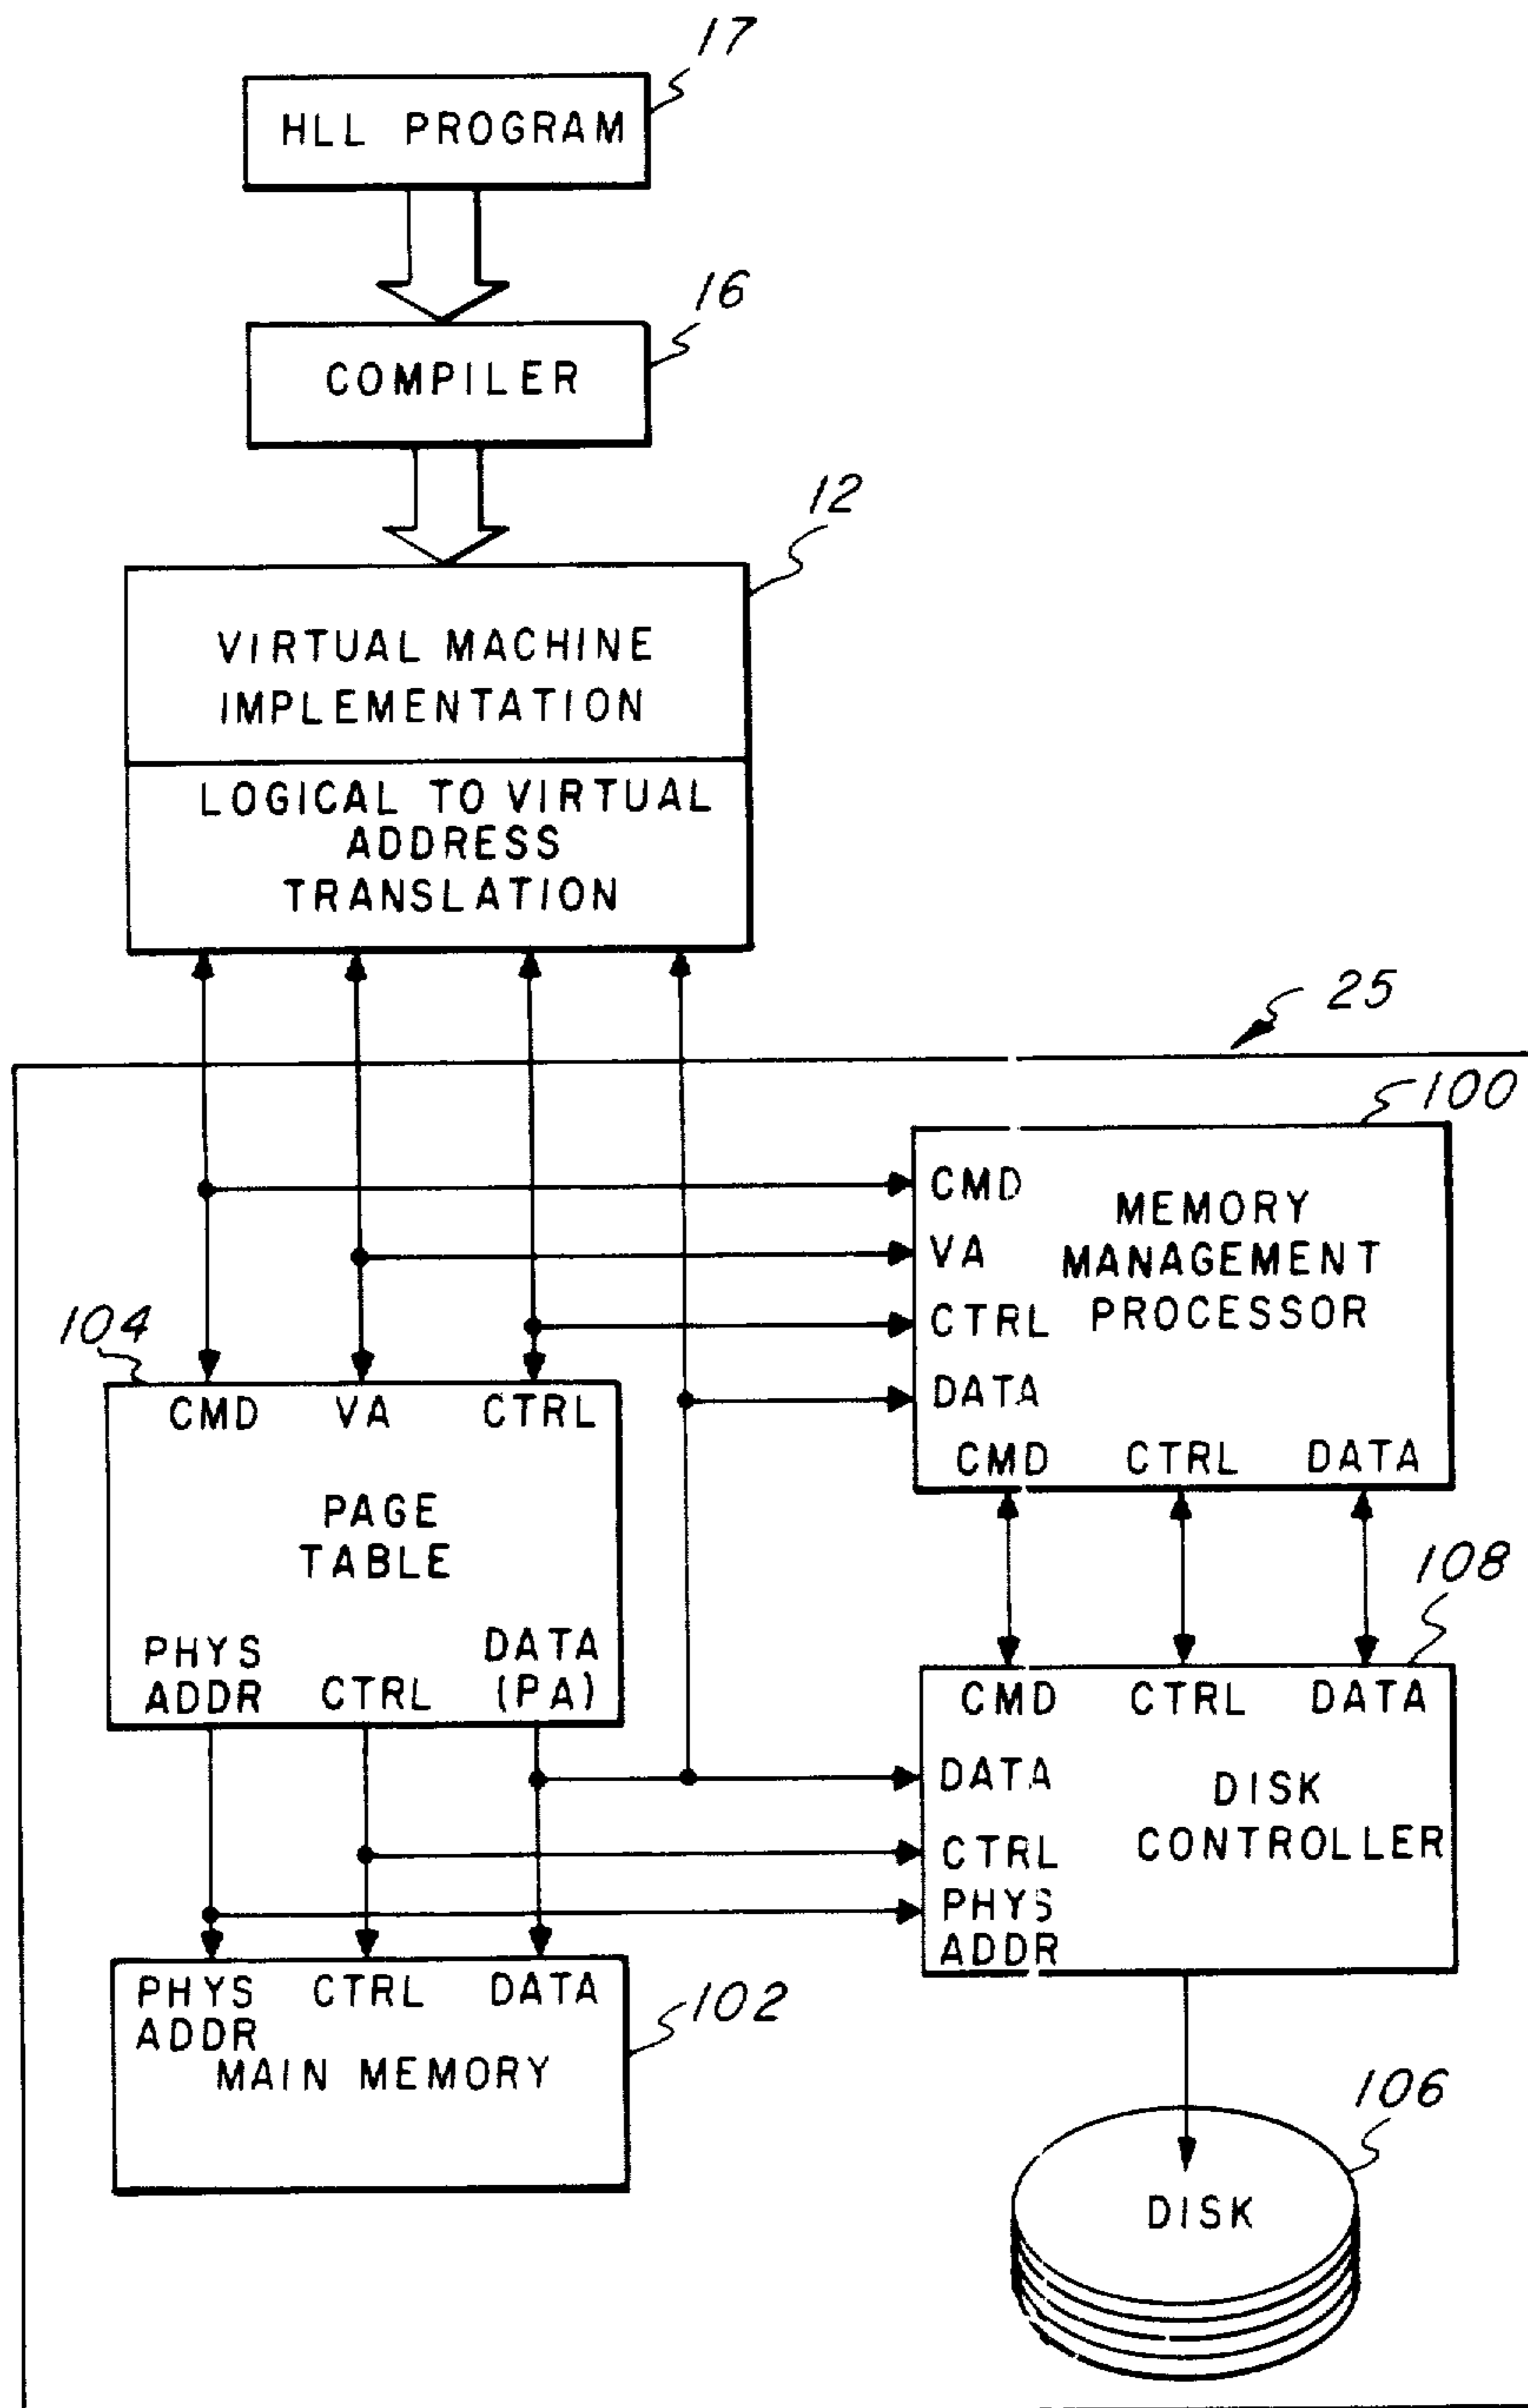 17
HLL PROGRAM
16
COMPILER
12
VIRTUAL MACHINE
IMPLEMENTATION
LOGICAL TO VIRTUAL
ADDRESS
TRANSLATION
25
100
CMD
VA
CTRL
DATA
MEMORY
MANAGEMENT
PROCESSOR
CMD CTRL DATA
104
CMD VA CTRL
PAGE
TABLE
PHYS
ADDR
CTRL
DATA
(PA)
108
CMD CTRL DATA
DATA
CTRL
PHYS
ADDR
DISK
CONTROLLER
PHYS
ADDR
CTRL DATA
MAIN MEMORY
102
106
DISK